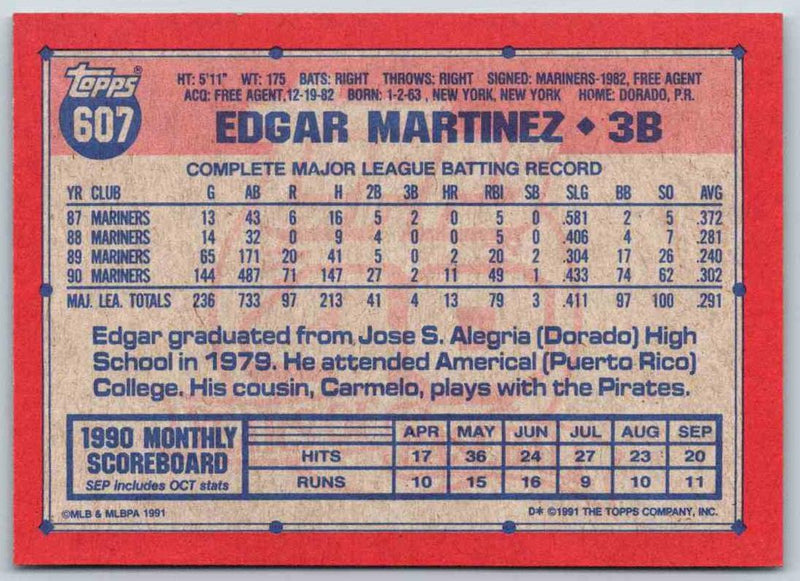 TOPPS®
607
HT: 5'11" WT: 175 BATS: RIGHT THROWS: RIGHT SIGNED: MARINERS-1982, FREE AGENT
ACQ: FREE AGENT,12-19-82 BORN: 1-2-63 , NEW YORK, NEW YORK HOME: DORADO, P.R.
EDGAR MARTINEZ ◆ 3B
COMPLETE MAJOR LEAGUE BATTING RECORD
YR CLUB G AB R H 2B 3B HR RBI SB SLG BB SO AVG
87 MARINERS 13 43 6 16 5 2 0 5 0 .581 2 5 .372
88 MARINERS 14 32 0 9 4 0 0 5 0 .406 4 7 .281
89 MARINERS 65 171 20 41 5 0 2 20 2 .304 17 26 .240
90 MARINERS 144 487 71 147 27 2 11 49 1 .433 74 62 .302
MAJ. LEA. TOTALS 236 733 97 213 41 4 13 79 3 .411 97 100 .291
Edgar graduated from Jose S. Alegria (Dorado) High
School in 1979. He attended Americal (Puerto Rico)
College. His cousin, Carmelo, plays with the Pirates.
1990 MONTHLY
SCOREBOARD
SEP includes OCT stats
APR MAY JUN JUL AUG SEP
HITS 17 36 24 27 23 20
RUNS 10 15 16 9 10 11
©MLB & MLBPA 1991 D* ©1991 THE TOPPS COMPANY, INC.